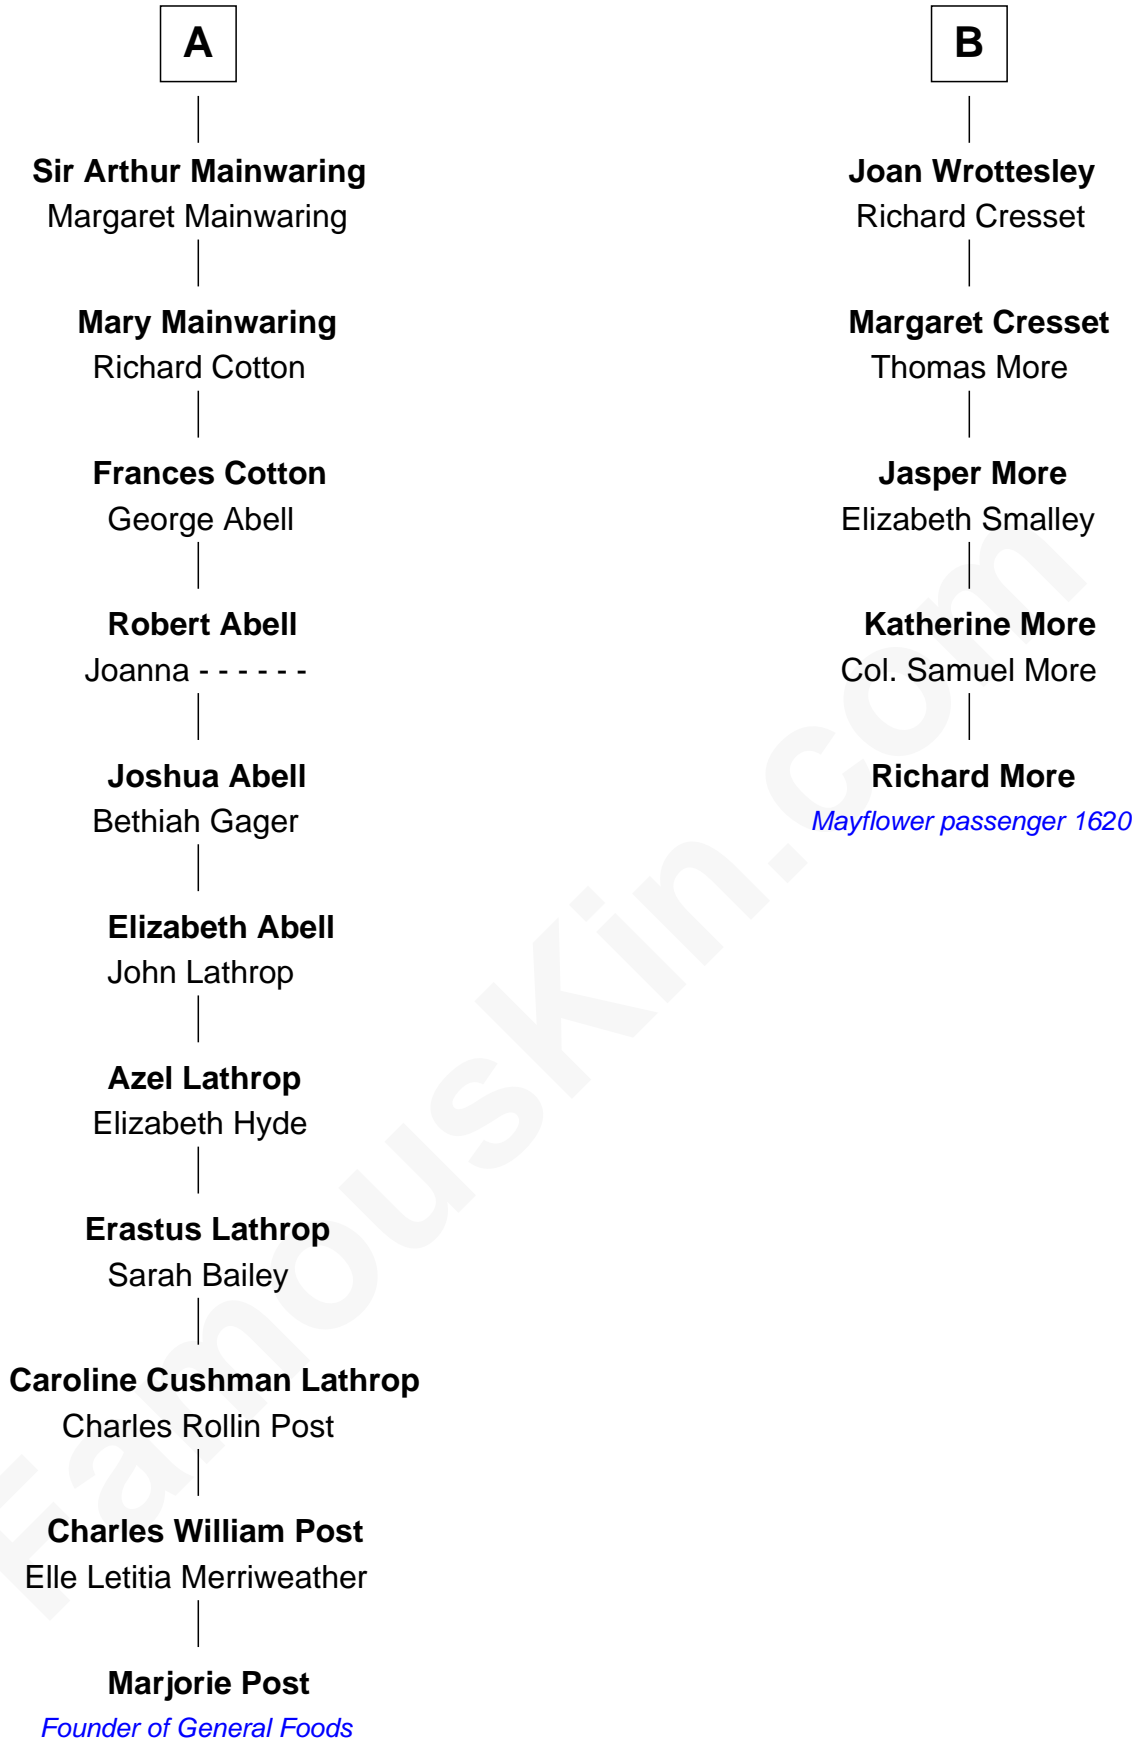 A
Sir Arthur Mainwaring
Margaret Mainwaring
Mary Mainwaring
Richard Cotton
Frances Cotton
George Abell
Robert Abell
Joanna - - - - - -
Joshua Abell
Bethiah Gager
Elizabeth Abell
John Lathrop
Azel Lathrop
Elizabeth Hyde
Erastus Lathrop
Sarah Bailey
Caroline Cushman Lathrop
Charles Rollin Post
Charles William Post
Elle Letitia Merriweather
Marjorie Post
Founder of General Foods
B
Joan Wrottesley
Richard Cresset
Margaret Cresset
Thomas More
Jasper More
Elizabeth Smalley
Katherine More
Col. Samuel More
Richard More
Mayflower passenger 1620
FamousKin.com